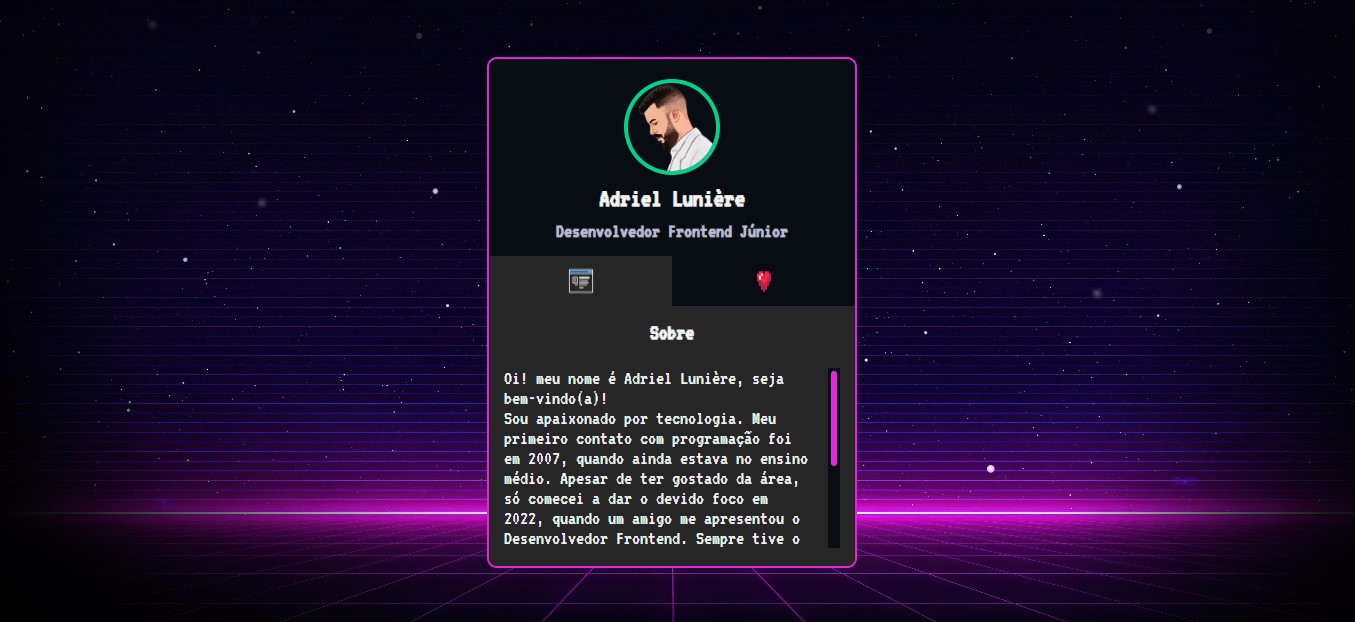 Adriel Lunière
Desenvolvedor Frontend Júnior
Sobre
Oi! meu nome é Adriel Lunière, seja
bem-vindo(a)!
Sou apaixonado por tecnologia. Meu
primeiro contato com programação foi
em 2007, quando ainda estava no ensino
médio. Apesar de ter gostado da área,
só comecei a dar o devido foco em
2022, quando um amigo me apresentou o
Desenvolvedor Frontend. Sempre tive o